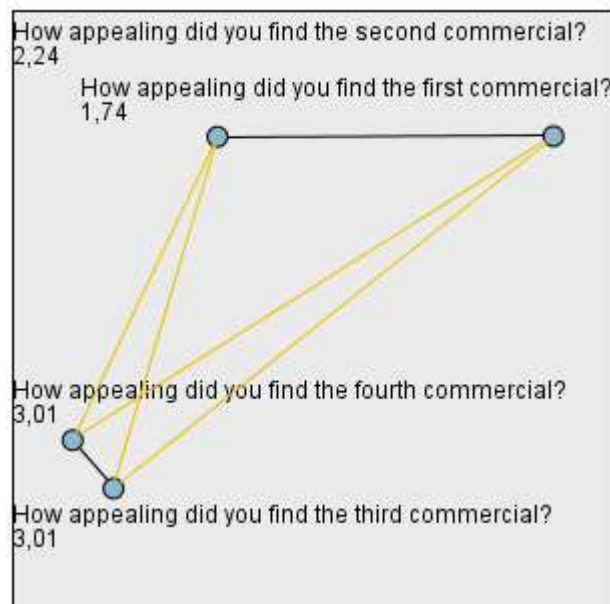 How appealing did you find the second commercial?
2,24
How appealing did you find the first commercial?
1,74
How appealing did you find the fourth commercial?
3,01
How appealing did you find the third commercial?
3,01